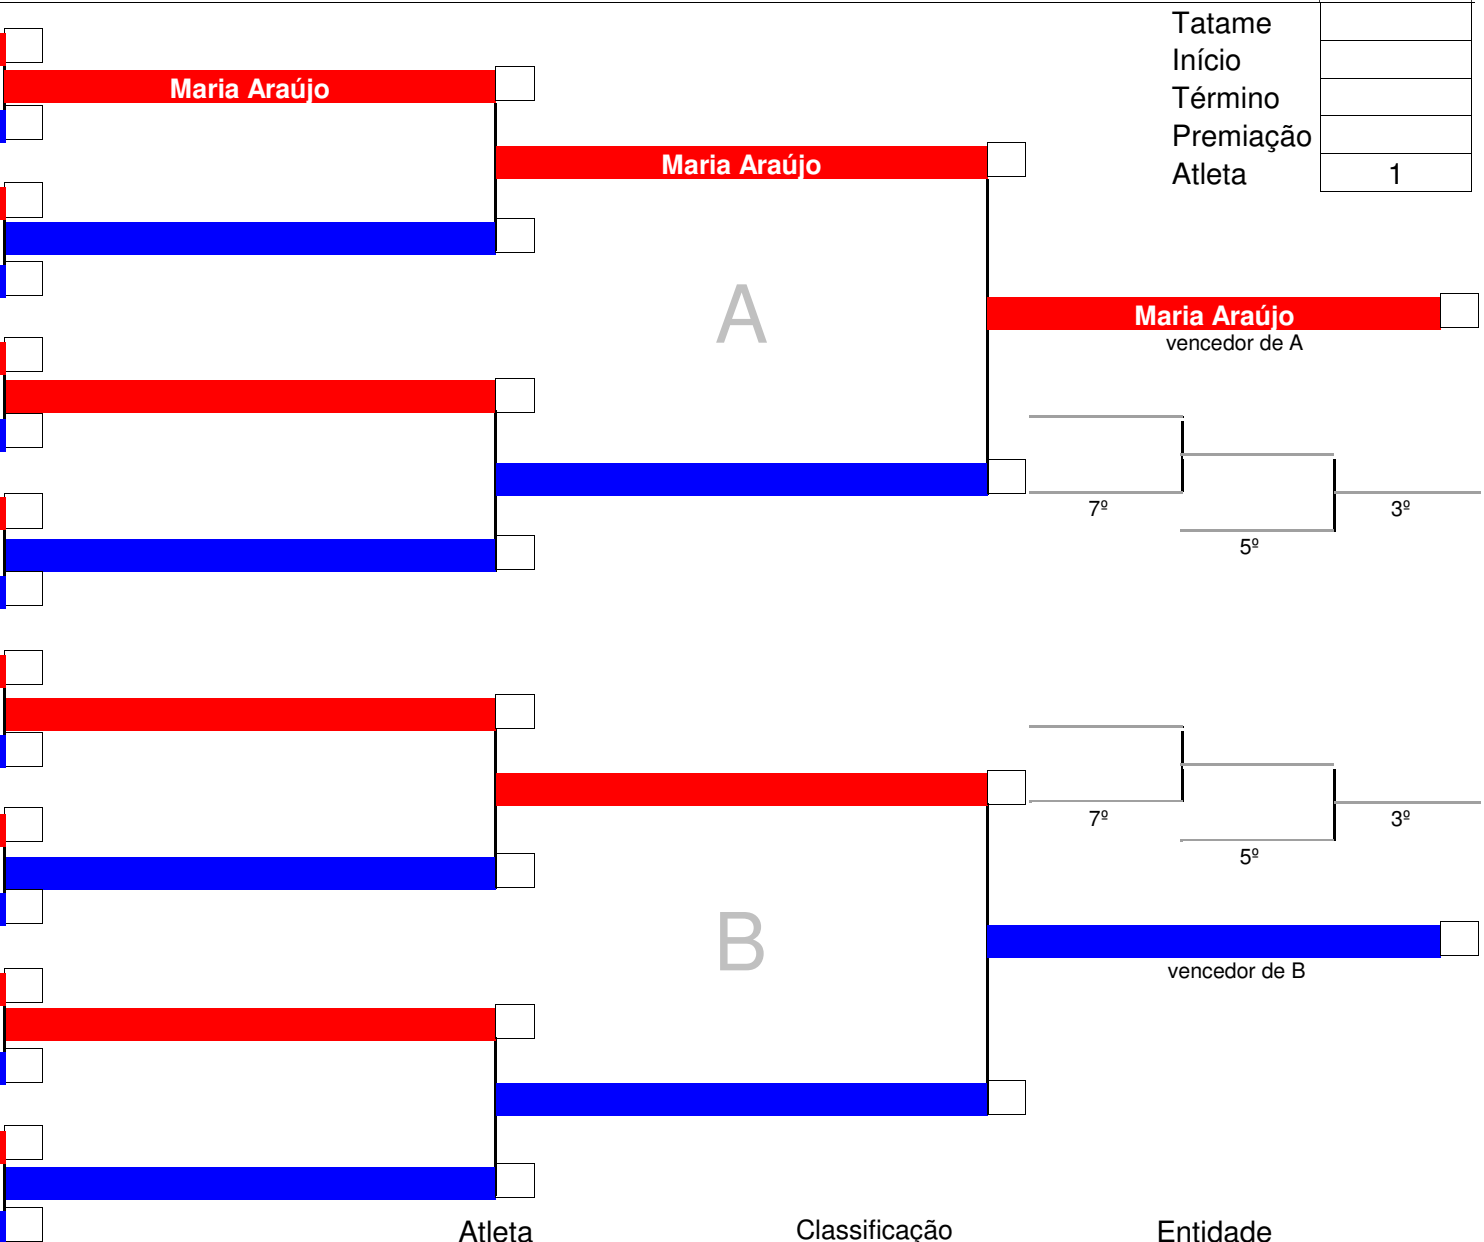 Tatame
Início
Término
Premiação
Atleta 1
Maria Araújo
Maria Araújo
A
Maria Araújo
vencedor de A
7º
3º
5º
7º
3º
5º
B
vencedor de B
Atleta Classificação Entidade